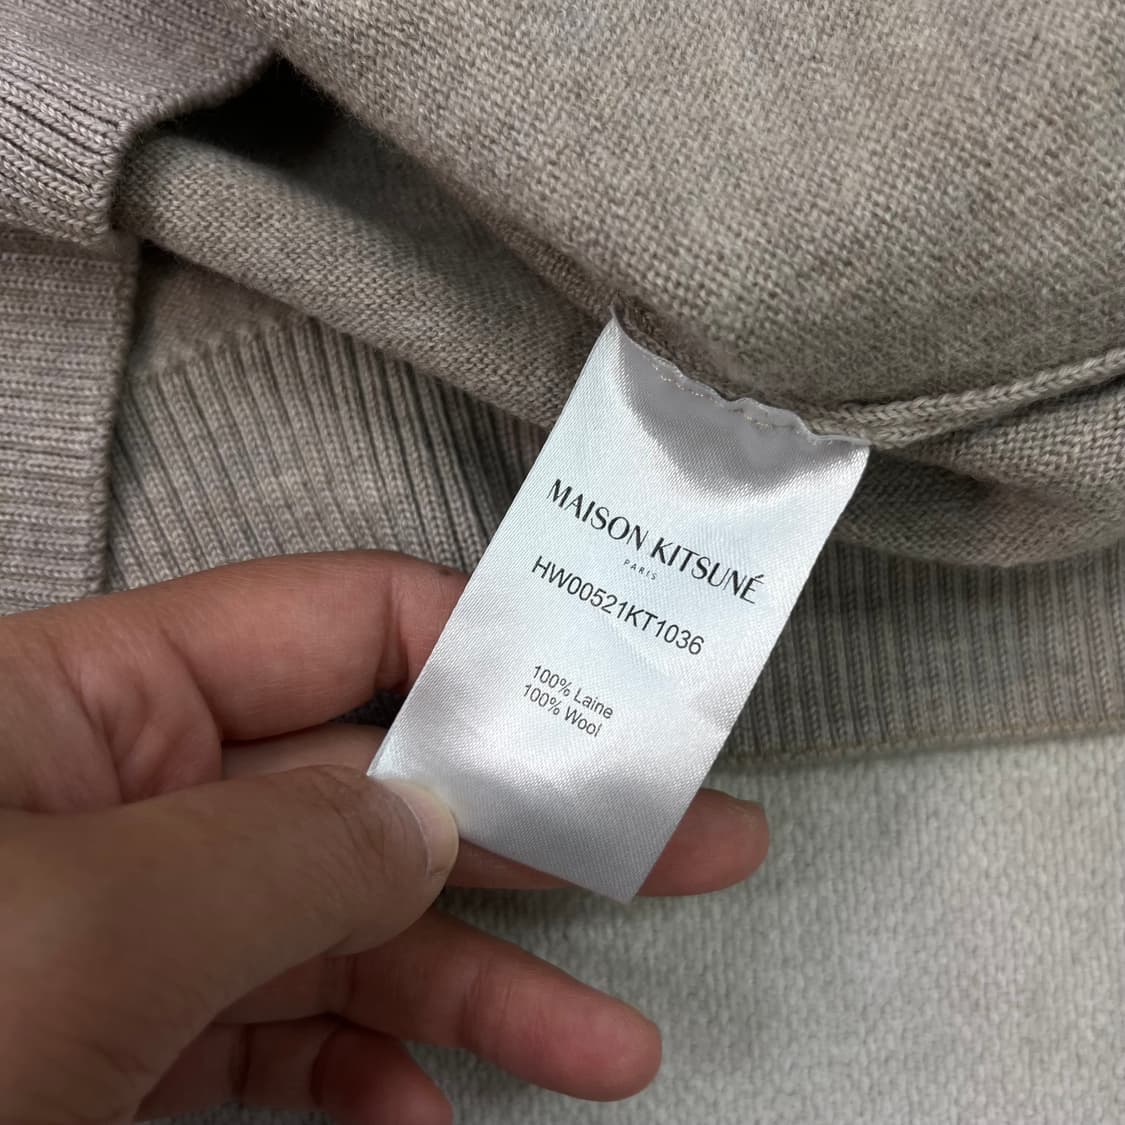 MAISON KITSUNÉ
PARIS
HW00521KT1036
100% Laine
100% Wool